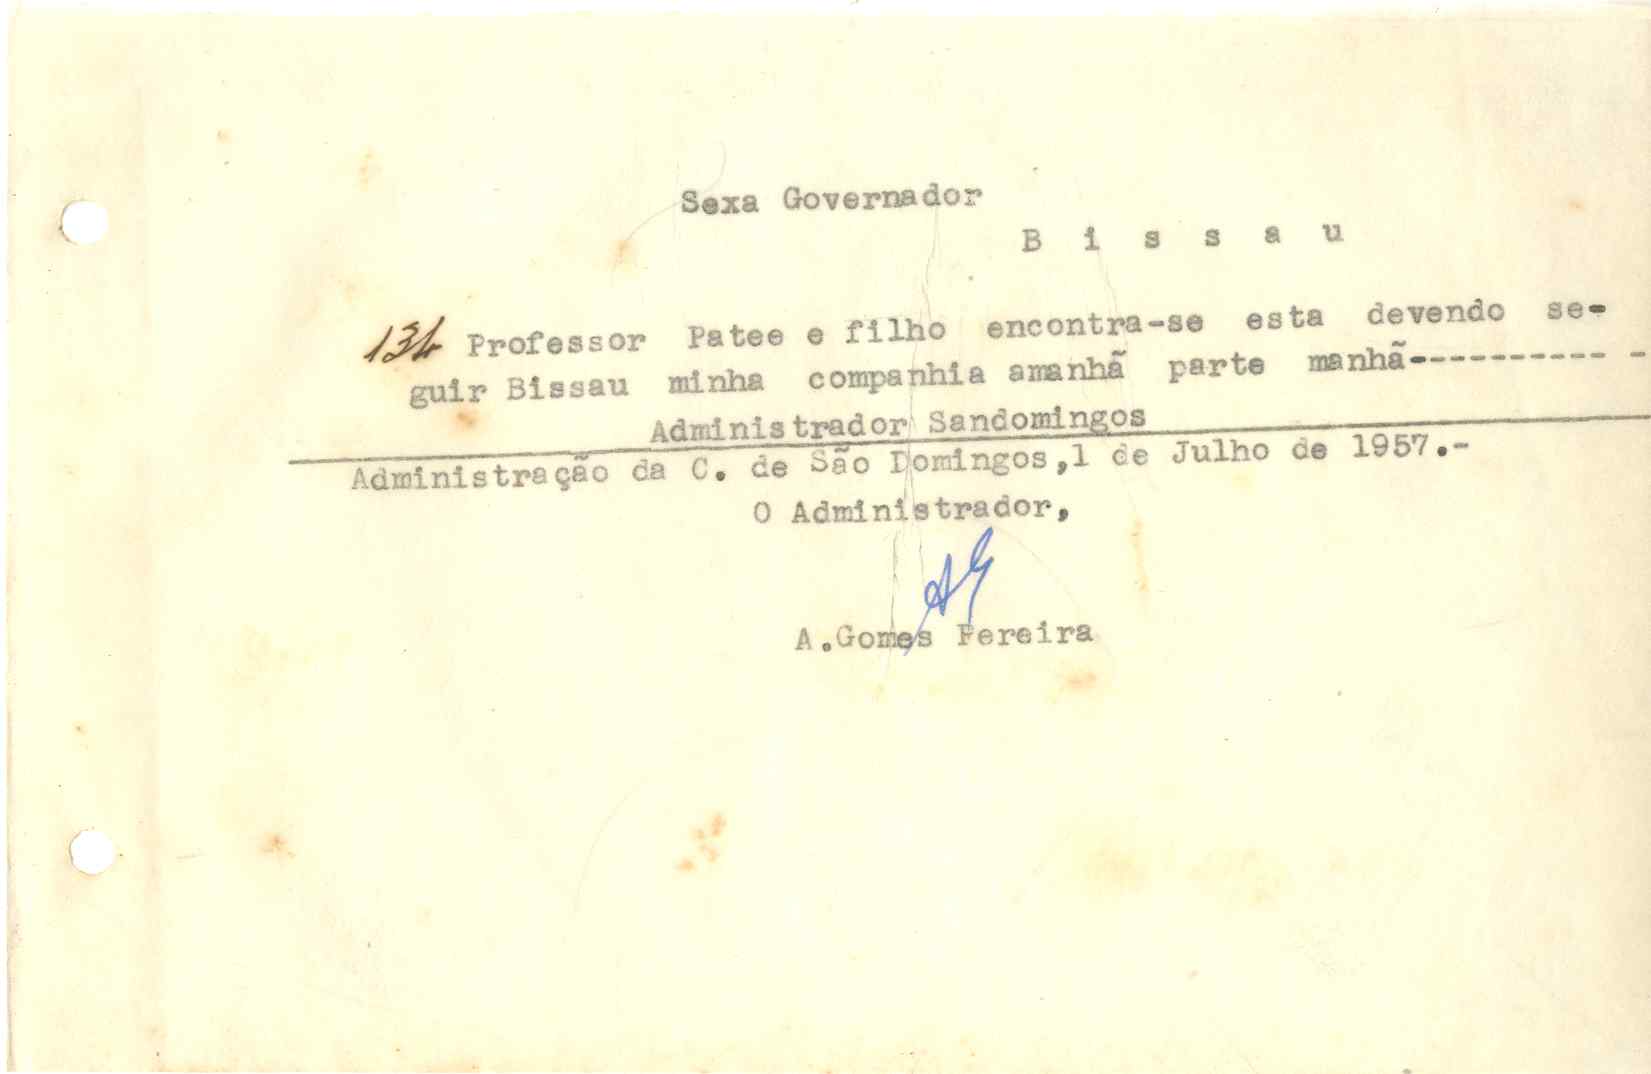 Sexa Governador
B i s s a u
134 Professor Patee e filho encontra-se esta devendo se-
guir Bissau minha companhia amanhã parte manhã----------- -
Administrador Sandomingos
Administração da C. de São Domingos,1 de Julho de 1957.-
O Administrador,
AG
A.Gomes Pereira